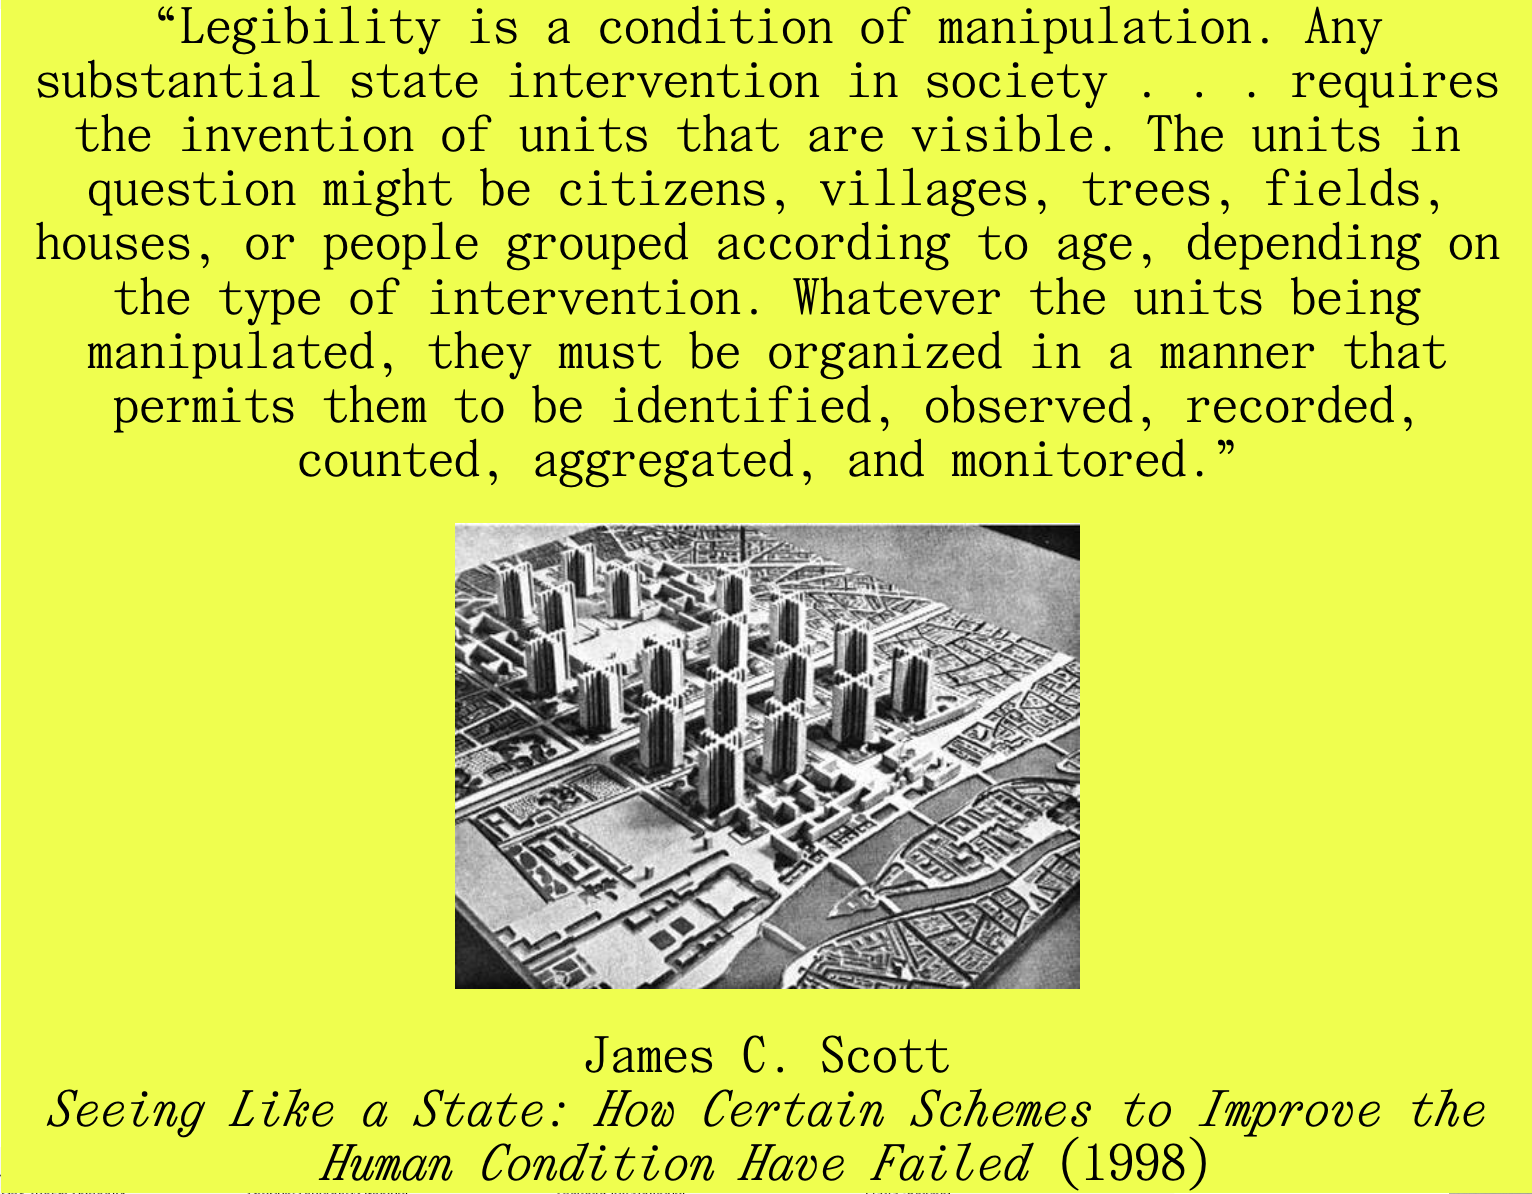 “Legibility is a condition of manipulation. Any
substantial state intervention in society . . . requires
the invention of units that are visible. The units in
question might be citizens, villages, trees, fields,
houses, or people grouped according to age, depending on
the type of intervention. Whatever the units being
manipulated, they must be organized in a manner that
permits them to be identified, observed, recorded,
counted, aggregated, and monitored.”
James C. Scott
Seeing Like a State: How Certain Schemes to Improve the
Human Condition Have Failed (1998)